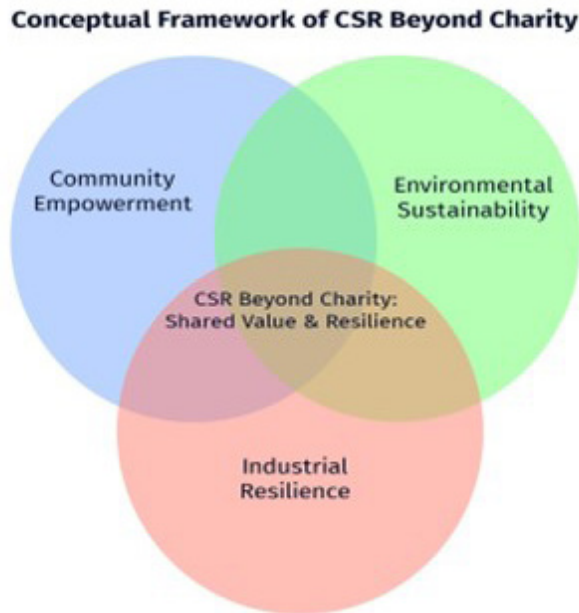 Conceptual Framework of CSR Beyond Charity
Community
Empowerment
Environmental
Sustainability
CSR Beyond Charity:
Shared Value & Resilience
Industrial
Resilience